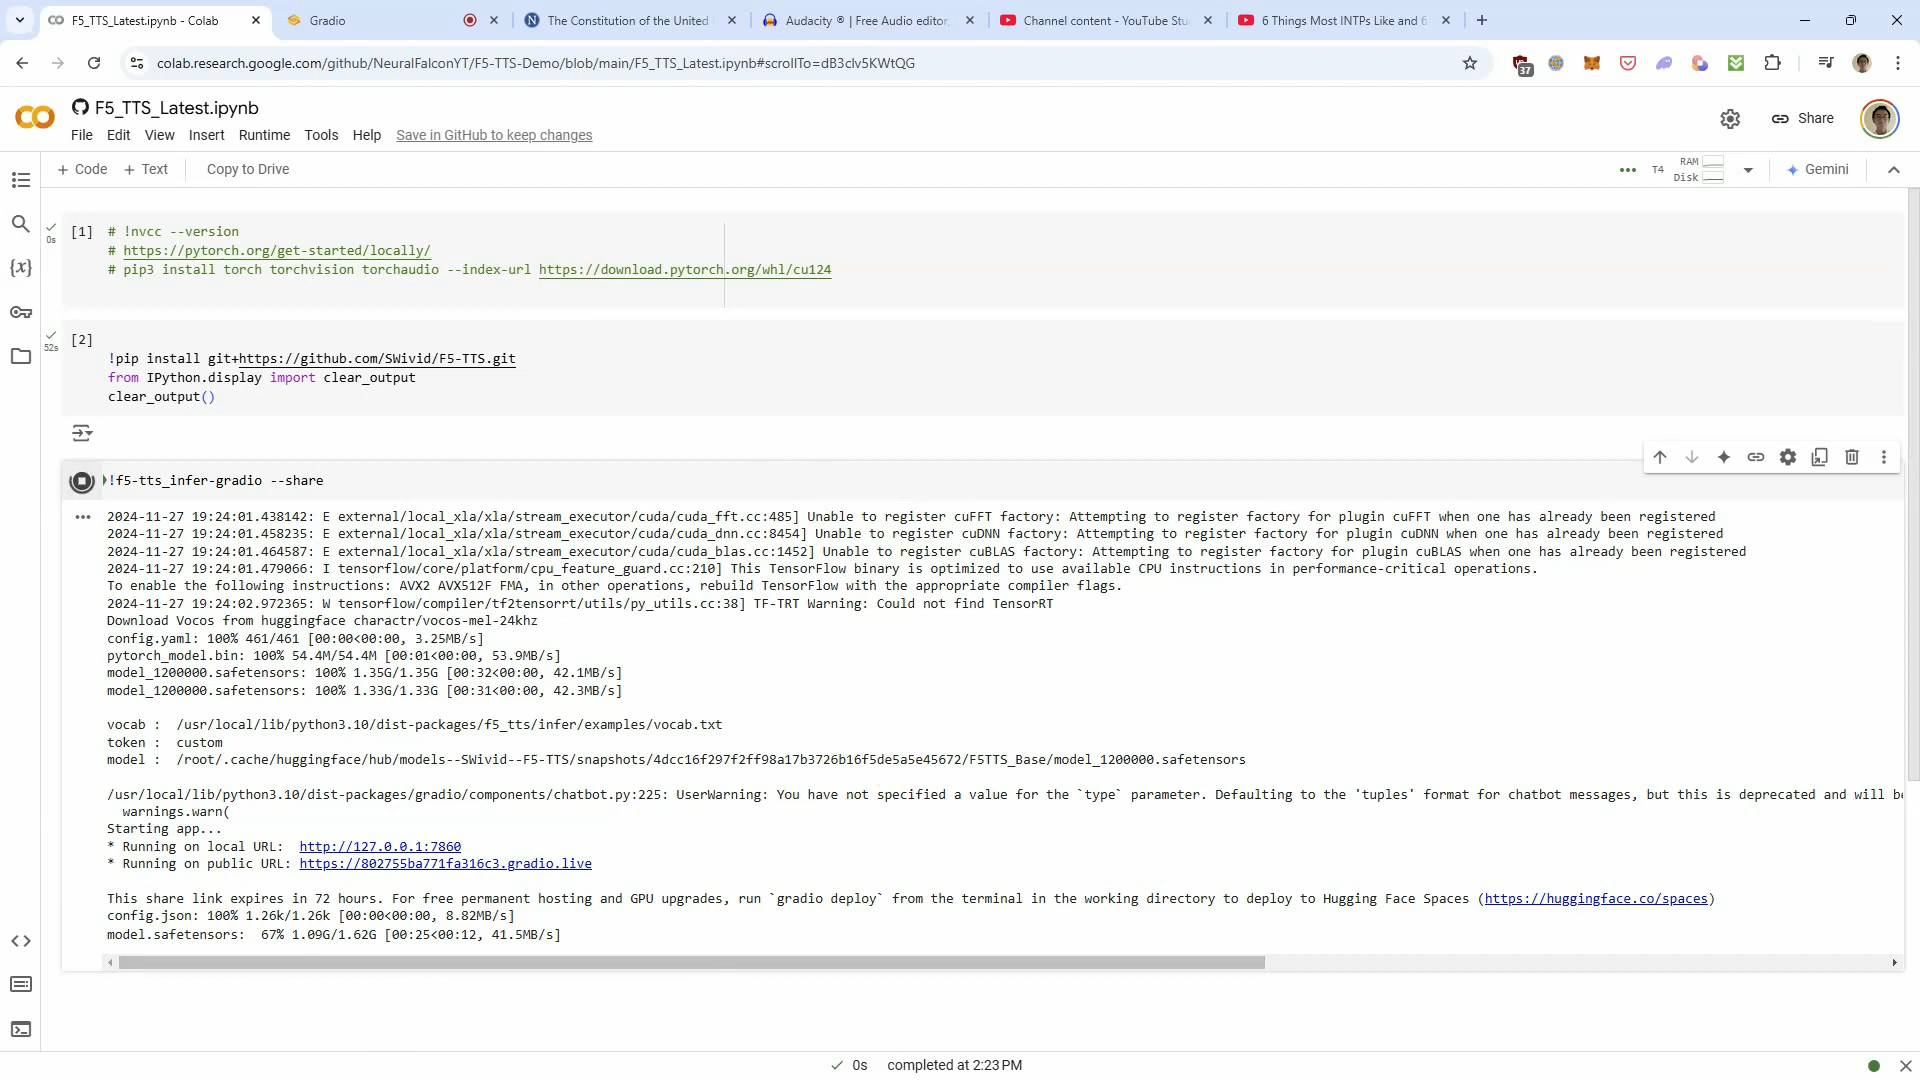 F5_TTS_Latest.ipynb - Colab
Gradio
The Constitution of the United
Audacity ® | Free Audio editor,
Channel content - YouTube Stu
6 Things Most INTPs Like and 6
colab.research.google.com/github/NeuralFalconYT/F5-TTS-Demo/blob/main/F5_TTS_Latest.ipynb#scrollTo=dB3clv5KWtQG
37
F5_TTS_Latest.ipynb
File Edit View Insert Runtime Tools Help Save in GitHub to keep changes
Share
+ Code + Text Copy to Drive
T4 RAM Disk
Gemini
[1] # !nvcc --version
0s
# https://pytorch.org/get-started/locally/
# pip3 install torch torchvision torchaudio --index-url https://download.pytorch.org/whl/cu124
[2]
52s
!pip install git+https://github.com/SWivid/F5-TTS.git
from IPython.display import clear_output
clear_output()
!f5-tts_infer-gradio --share
2024-11-27 19:24:01.438142: E external/local_xla/xla/stream_executor/cuda/cuda_fft.cc:485] Unable to register cuFFT factory: Attempting to register factory for plugin cuFFT when one has already been registered
2024-11-27 19:24:01.458235: E external/local_xla/xla/stream_executor/cuda/cuda_dnn.cc:8454] Unable to register cuDNN factory: Attempting to register factory for plugin cuDNN when one has already been registered
2024-11-27 19:24:01.464587: E external/local_xla/xla/stream_executor/cuda/cuda_blas.cc:1452] Unable to register cuBLAS factory: Attempting to register factory for plugin cuBLAS when one has already been registered
2024-11-27 19:24:01.479066: I tensorflow/core/platform/cpu_feature_guard.cc:210] This TensorFlow binary is optimized to use available CPU instructions in performance-critical operations.
To enable the following instructions: AVX2 AVX512F FMA, in other operations, rebuild TensorFlow with the appropriate compiler flags.
2024-11-27 19:24:02.972365: W tensorflow/compiler/tf2tensorrt/utils/py_utils.cc:38] TF-TRT Warning: Could not find TensorRT
Download Vocos from huggingface charactr/vocos-mel-24khz
config.yaml: 100% 461/461 [00:00<00:00, 3.25MB/s]
pytorch_model.bin: 100% 54.4M/54.4M [00:01<00:00, 53.9MB/s]
model_1200000.safetensors: 100% 1.35G/1.35G [00:32<00:00, 42.1MB/s]
model_1200000.safetensors: 100% 1.33G/1.33G [00:31<00:00, 42.3MB/s]
vocab : /usr/local/lib/python3.10/dist-packages/f5_tts/infer/examples/vocab.txt
token : custom
model : /root/.cache/huggingface/hub/models--SWivid--F5-TTS/snapshots/4dcc16f297f2ff98a17b3726b16f5de5a5e45672/F5TTS_Base/model_1200000.safetensors
/usr/local/lib/python3.10/dist-packages/gradio/components/chatbot.py:225: UserWarning: You have not specified a value for the `type` parameter. Defaulting to the 'tuples' format for chatbot messages, but this is deprecated and will be
warnings.warn(
Starting app...
* Running on local URL: http://127.0.0.1:7860
* Running on public URL: https://802755ba771fa316c3.gradio.live
This share link expires in 72 hours. For free permanent hosting and GPU upgrades, run `gradio deploy` from the terminal in the working directory to deploy to Hugging Face Spaces (https://huggingface.co/spaces)
config.json: 100% 1.26k/1.26k [00:00<00:00, 8.82MB/s]
model.safetensors: 67% 1.09G/1.62G [00:25<00:12, 41.5MB/s]
0s completed at 2:23 PM